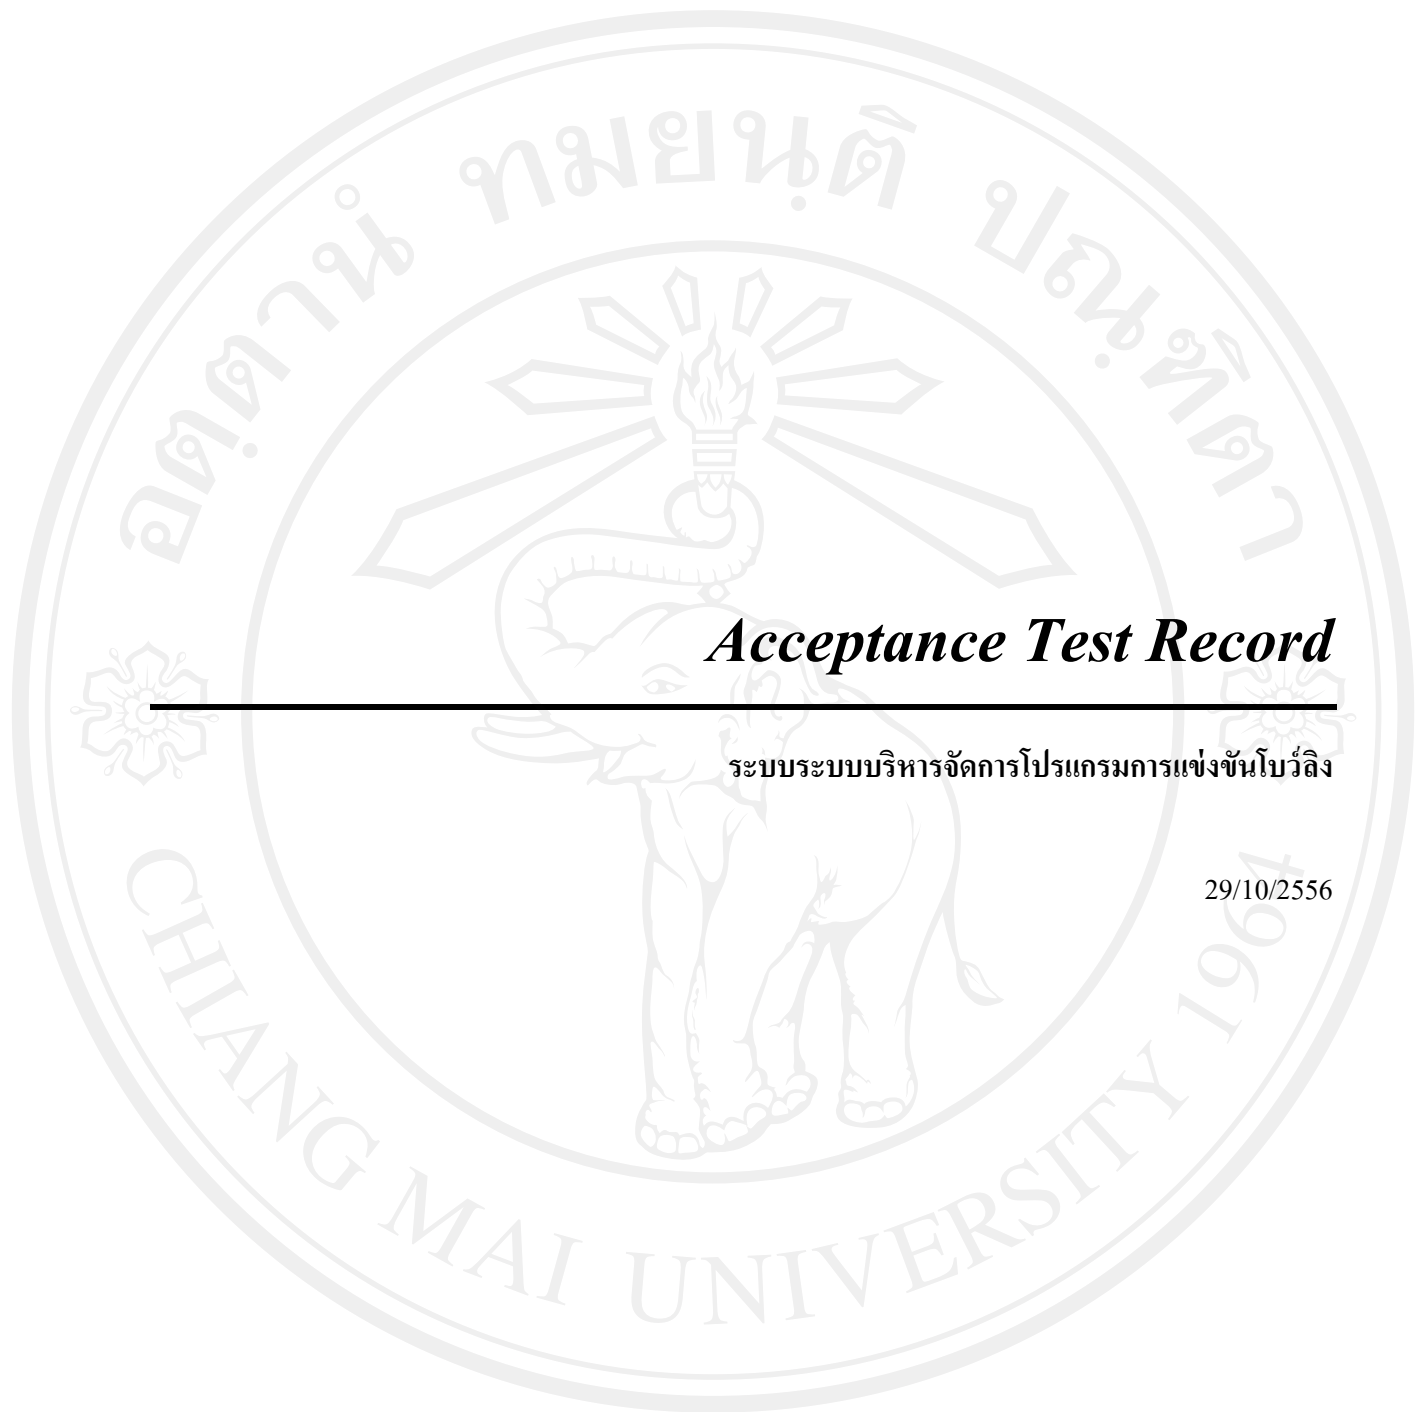 อตฺตานํ ทมยนฺติ ปณฺฑิตา
Acceptance Test Record
ระบบระบบบริหารจัดการโปรแกรมการแข่งขันโบว์ลิง
29/10/2556
CHIANG MAI UNIVERSITY 1964